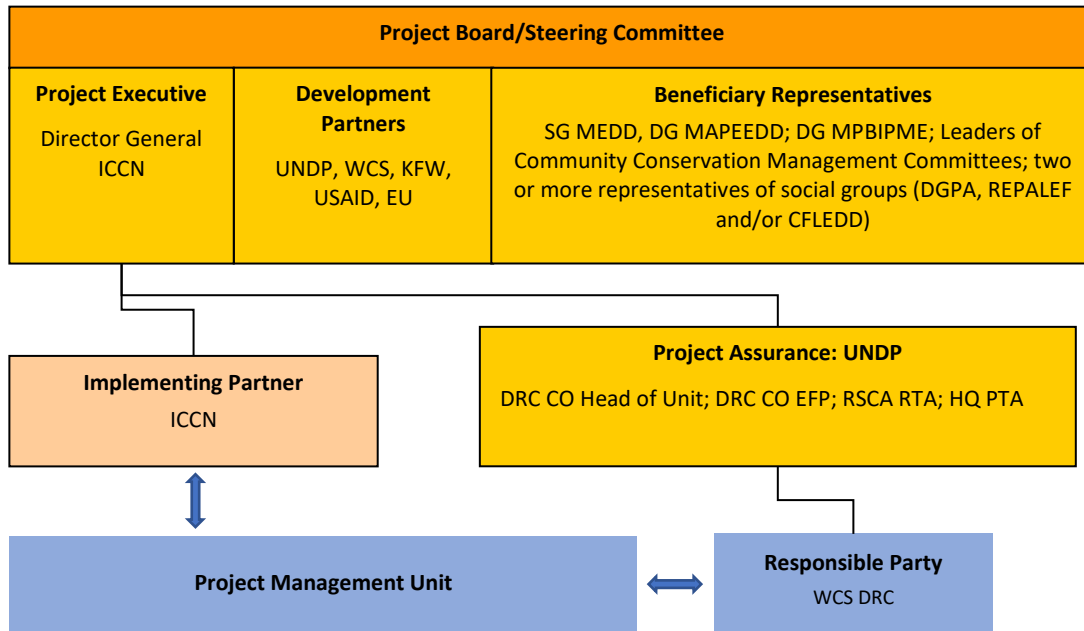 Project Board/Steering Committee
Project Executive
Director General
ICCN
Development
Partners
UNDP, WCS, KFW,
USAID, EU
Beneficiary Representatives
SG MEDD, DG MAPEEDD; DG MPBIPME; Leaders of
Community Conservation Management Committees; two
or more representatives of social groups (DGPA, REPALEF
and/or CFLEDD)
Implementing Partner
ICCN
Project Assurance: UNDP
DRC CO Head of Unit; DRC CO EFP; RSCA RTA; HQ PTA
Project Management Unit
Responsible Party
WCS DRC